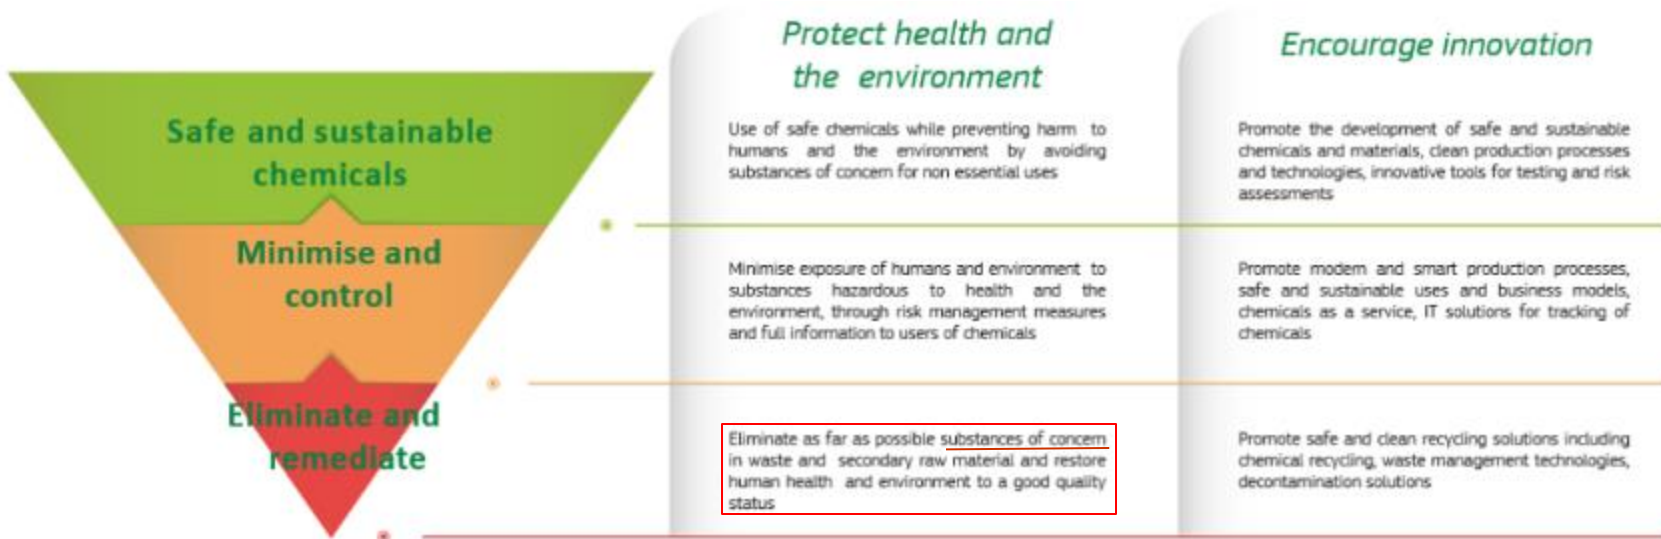 Safe and sustainable
chemicals
Minimise and
control
Eliminate and
remediate
Protect health and
the environment
Use of safe chemicals while preventing harm to
humans and the environment by avoiding
substances of concern for non essential uses
Minimise exposure of humans and environment to
substances hazardous to health and the
environment, through risk management measures
and full information to users of chemicals
Eliminate as far as possible substances of concern
in waste and secondary raw material and restore
human health and environment to a good quality
status
Encourage innovation
Promote the development of safe and sustainable
chemicals and materials, clean production processes
and technologies, innovative tools for testing and risk
assessments
Promote modern and smart production processes,
safe and sustainable uses and business models,
chemicals as a service, IT solutions for tracking of
chemicals
Promote safe and clean recycling solutions including
chemical recycling, waste management technologies,
decontamination solutions